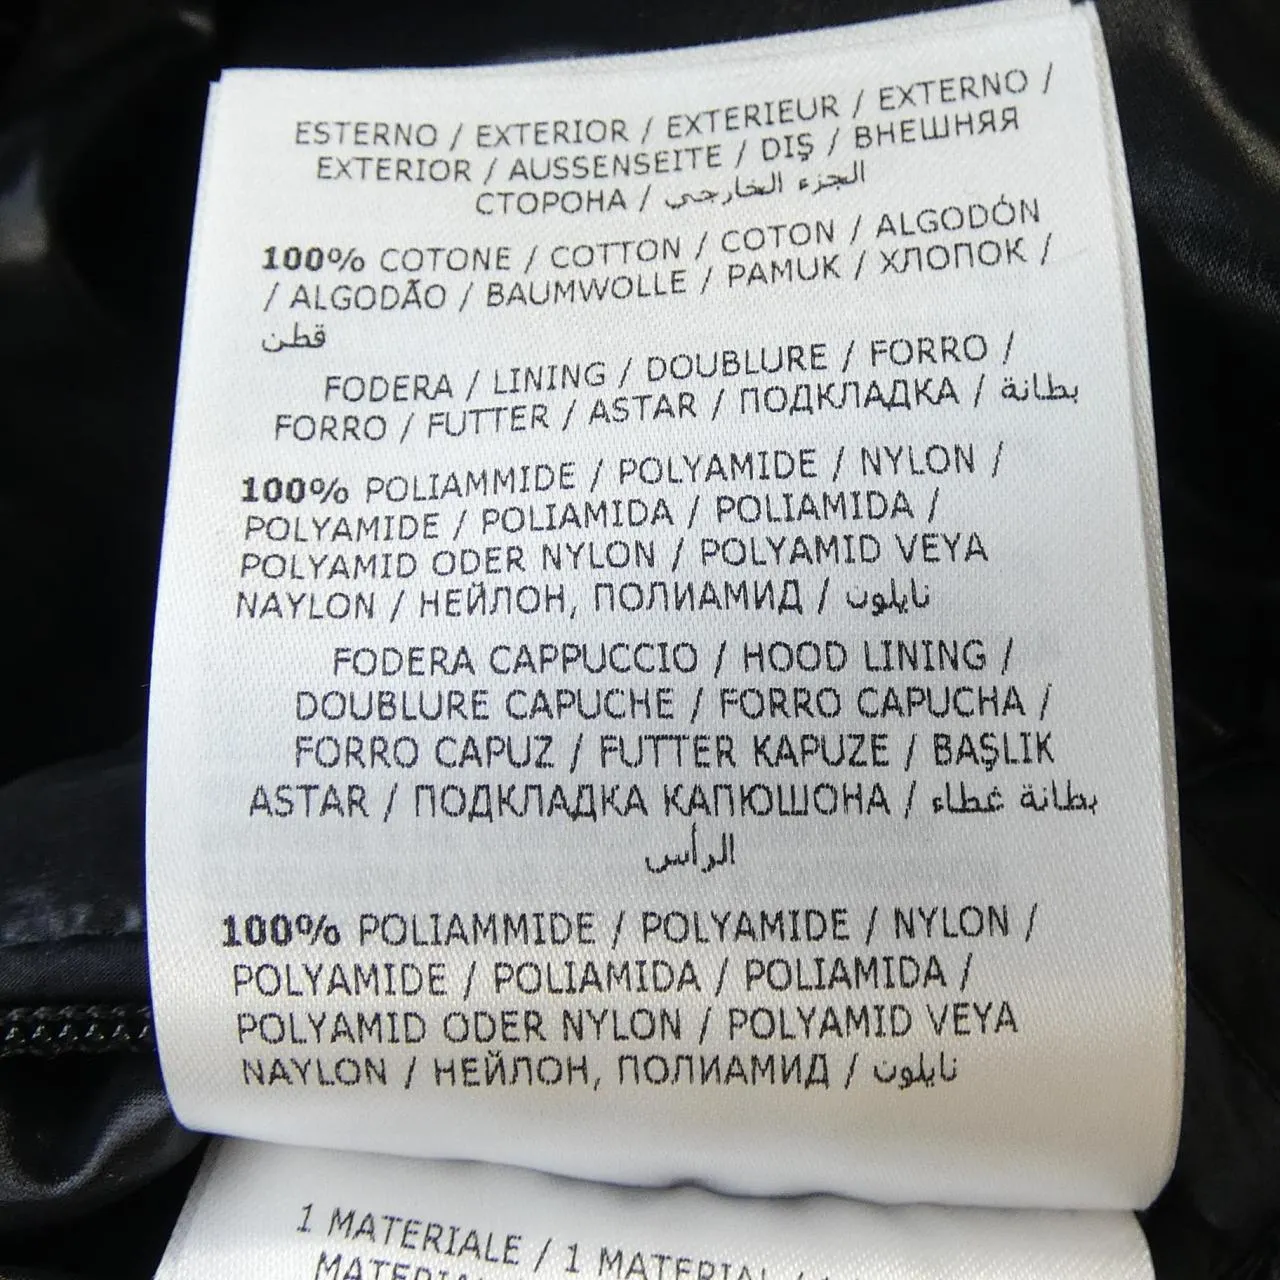 ESTERNO / EXTERIOR / EXTERIEUR / EXTERNO /
EXTERIOR / AUSSENSEITE / DIŞ / ВНЕШНЯЯ
СТОРОНА / الجزء الخارجي
100% COTONE / COTTON / COTON / ALGODÓN
/ ALGODÃO / BAUMWOLLE / PAMUK / ХЛОПОК /
قطن
FODERA / LINING / DOUBLURE / FORRO /
FORRO / FUTTER / ASTAR / ПОДКЛАДКА / بطانة
100% POLIAMMIDE / POLYAMIDE / NYLON /
POLYAMIDE / POLIAMIDA / POLIAMIDA /
POLYAMID ODER NYLON / POLYAMID VEYA
NAYLON / НЕЙЛОН, ПОЛИАМИД / نايلون
FODERA CAPPUCCIO / HOOD LINING /
DOUBLURE CAPUCHE / FORRO CAPUCHA /
FORRO CAPUZ / FUTTER KAPUZE / BAŞLIK
ASTAR / ПОДКЛАДКА КАПЮШОНА / بطانة غطاء
الرأس
100% POLIAMMIDE / POLYAMIDE / NYLON /
POLYAMIDE / POLIAMIDA / POLIAMIDA /
POLYAMID ODER NYLON / POLYAMID VEYA
NAYLON / НЕЙЛОН, ПОЛИАМИД / نايلون
1 MATERIALE / 1 MATERIAL /